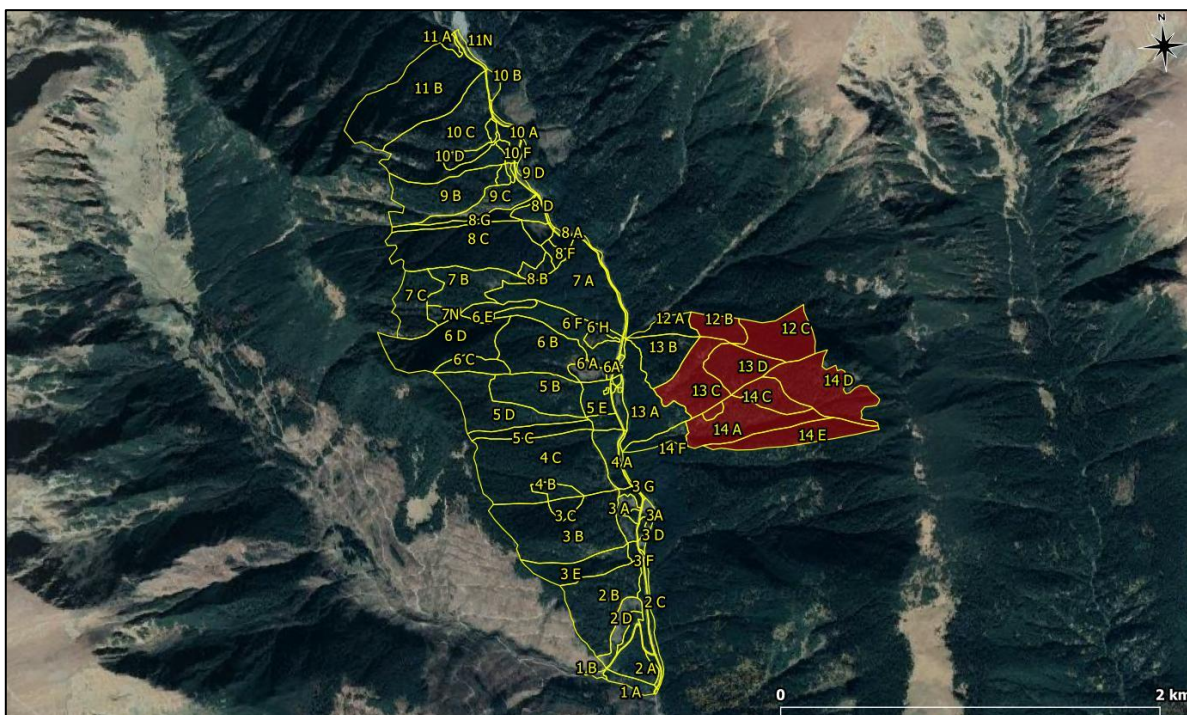 N
11 A
11N
10 B
11 B
10 C
10 A
10 D
10 F
9 D
9 B
9 C
8 D
8 G
8 A
8 C
8 F
7 B
8 B
7 A
7 C
7N
6 E
6 F
6 H
12 A
12 B
12 C
6 D
6 B
13 B
6 C
6 A
6A
13 D
14 D
5 B
13 C
14 C
5 D
5 E
13 A
5 C
14 A
14 E
4 C
4 A
14 F
4 B
3 G
3 C
3 A
3A
3 B
3 D
3 F
3 E
2 B
2 C
2 D
1 B
2 A
1 A
0
2 km